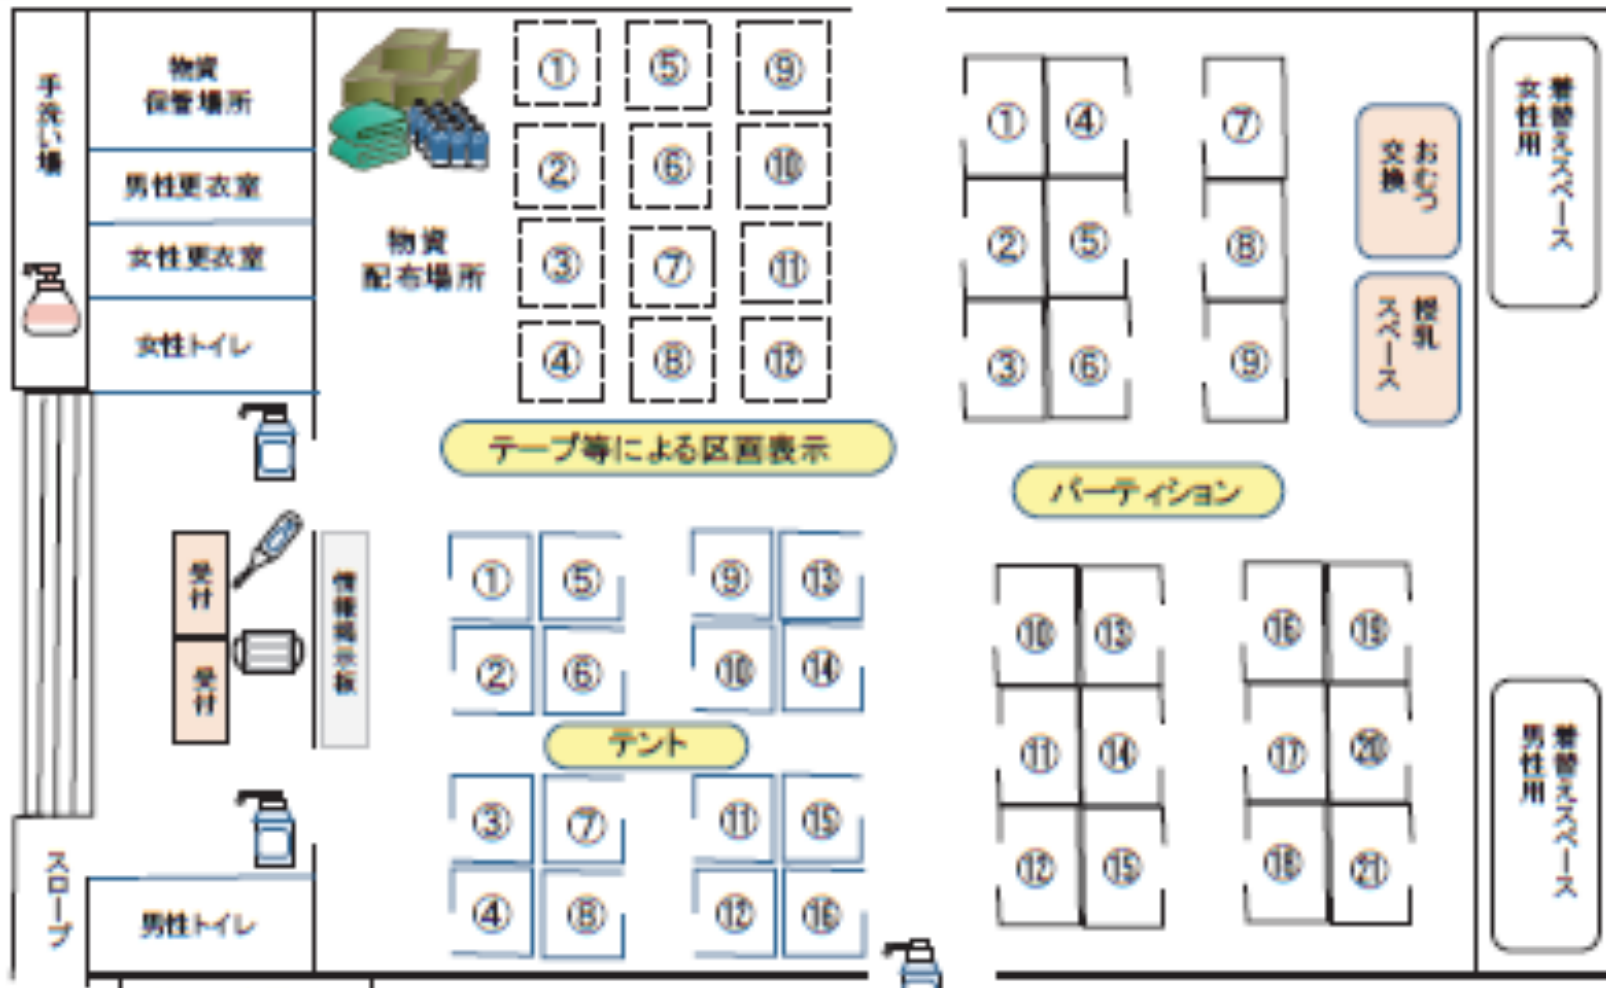 手洗い場
物資
保管場所
男性更衣室
女性更衣室
女性トイレ
物資
配布場所
①
⑤
⑨
②
⑥
⑩
③
⑦
⑪
④
⑧
⑫
テープ等による区画表示
①
④
⑦
②
⑤
⑧
③
⑥
⑨
おむつ
交換
授乳
スペース
着替えスペース
女性用
パーティション
受付
受付
情報掲示板
①
⑤
⑨
⑬
②
⑥
⑩
⑭
テント
③
⑦
⑪
⑮
④
⑧
⑫
⑯
⑩
⑬
⑯
⑲
⑪
⑭
⑰
⑳
⑫
⑮
⑱
㉑
着替えスペース
男性用
スロープ
男性トイレ